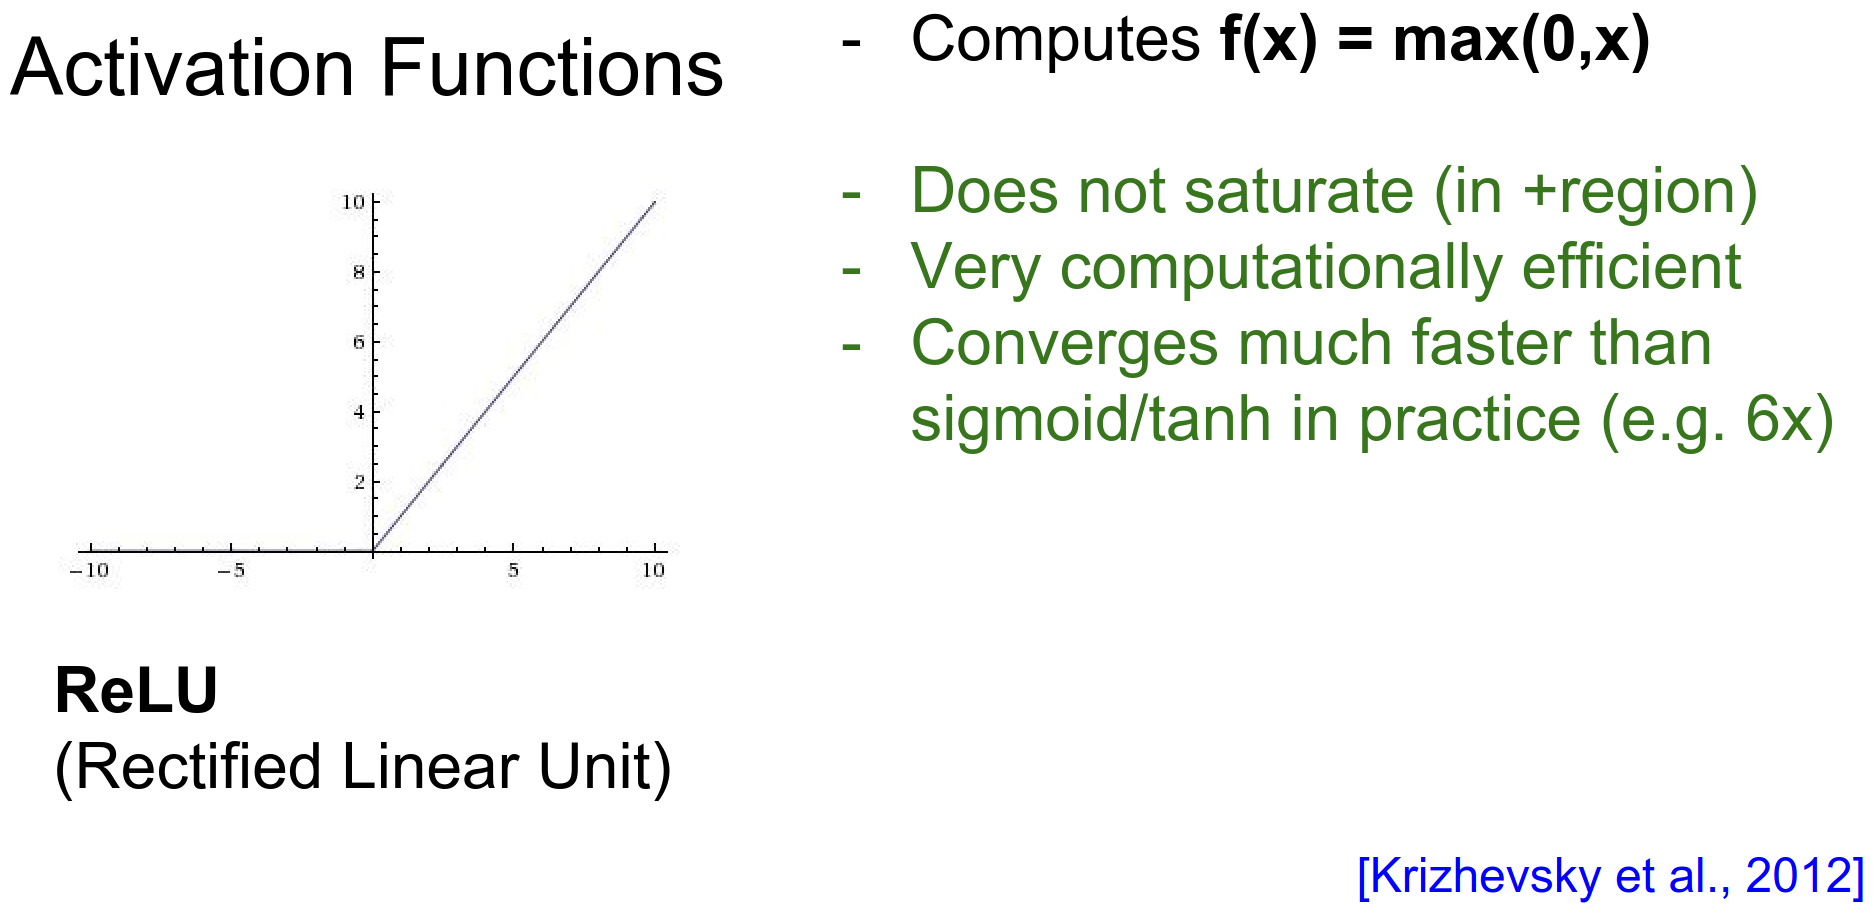 Activation Functions
- Computes f(x) = max(0,x)
- Does not saturate (in +region)
- Very computationally efficient
- Converges much faster than
sigmoid/tanh in practice (e.g. 6x)
10
8
6
4
2
−10 −5 5 10
ReLU
(Rectified Linear Unit)
[Krizhevsky et al., 2012]